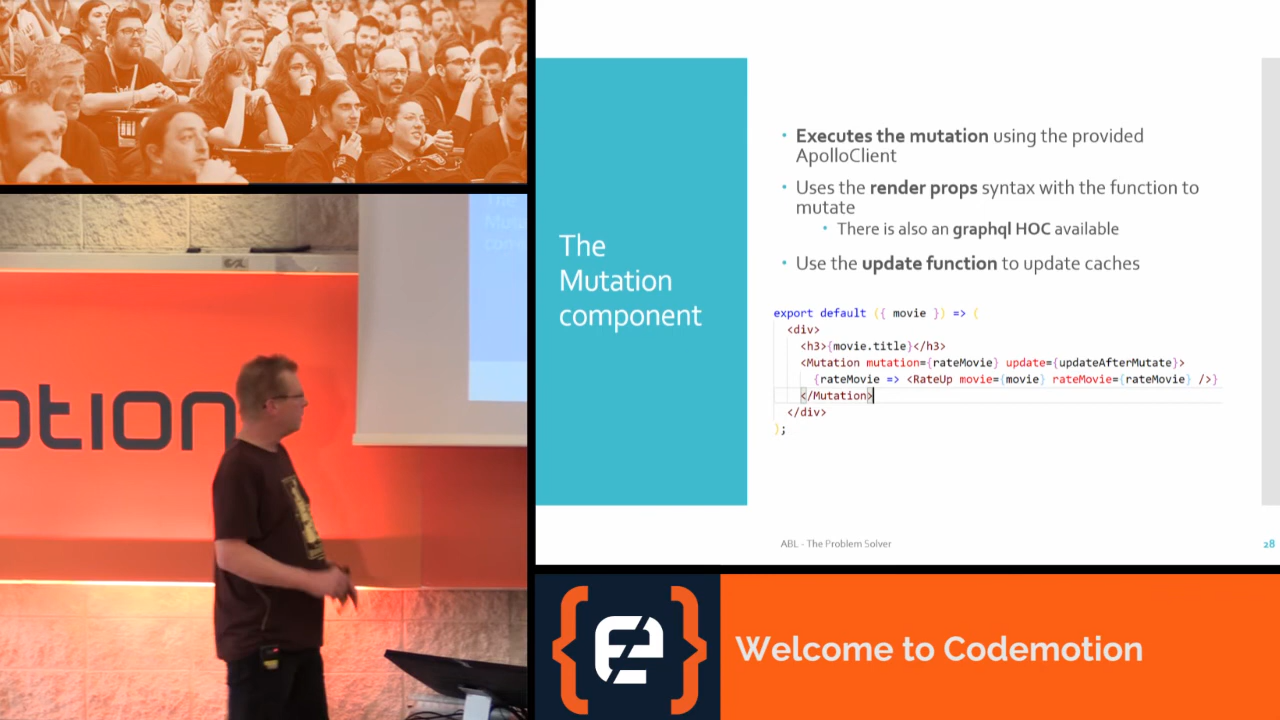 The
Mutation
component
• Executes the mutation using the provided
ApolloClient
• Uses the render props syntax with the function to
mutate
• There is also an graphql HOC available
• Use the update function to update caches
export default ({ movie }) => (
<div>
<h3>{movie.title}</h3>
<Mutation mutation={rateMovie} update={updateAfterMutate}>
{rateMovie => <RateUp movie={movie} rateMovie={rateMovie} />}
</Mutation>
</div>
);
ABL - The Problem Solver
28
otion
Welcome to Codemotion